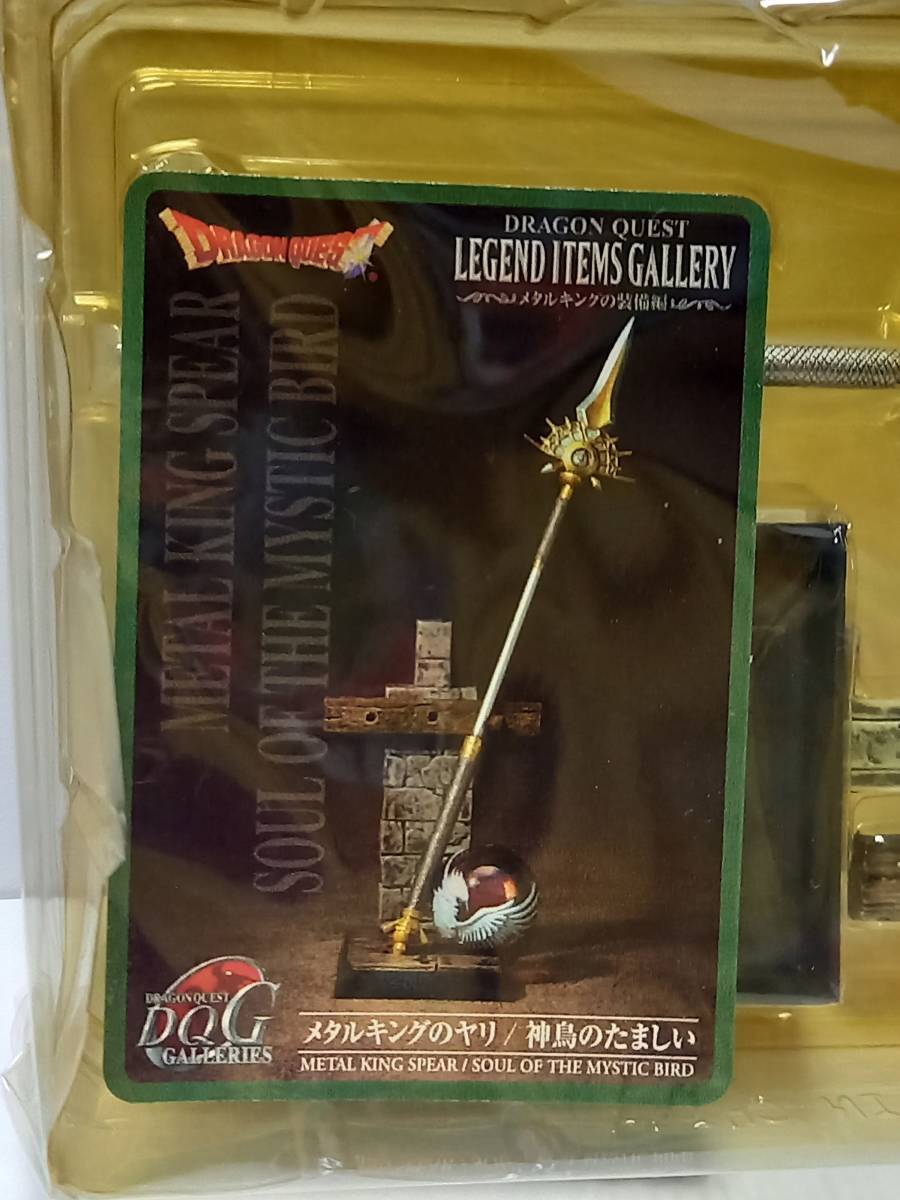 DRAGON QUEST
DRAGON QUEST
LEGEND ITEMS GALLERY
メタルキングの装備編
METAL KING SPEAR
SOUL OF THE MYSTIC BIRD
DRAGON QUEST
DQG
GALLERIES
メタルキングのヤリ / 神鳥のたましい
METAL KING SPEAR / SOUL OF THE MYSTIC BIRD